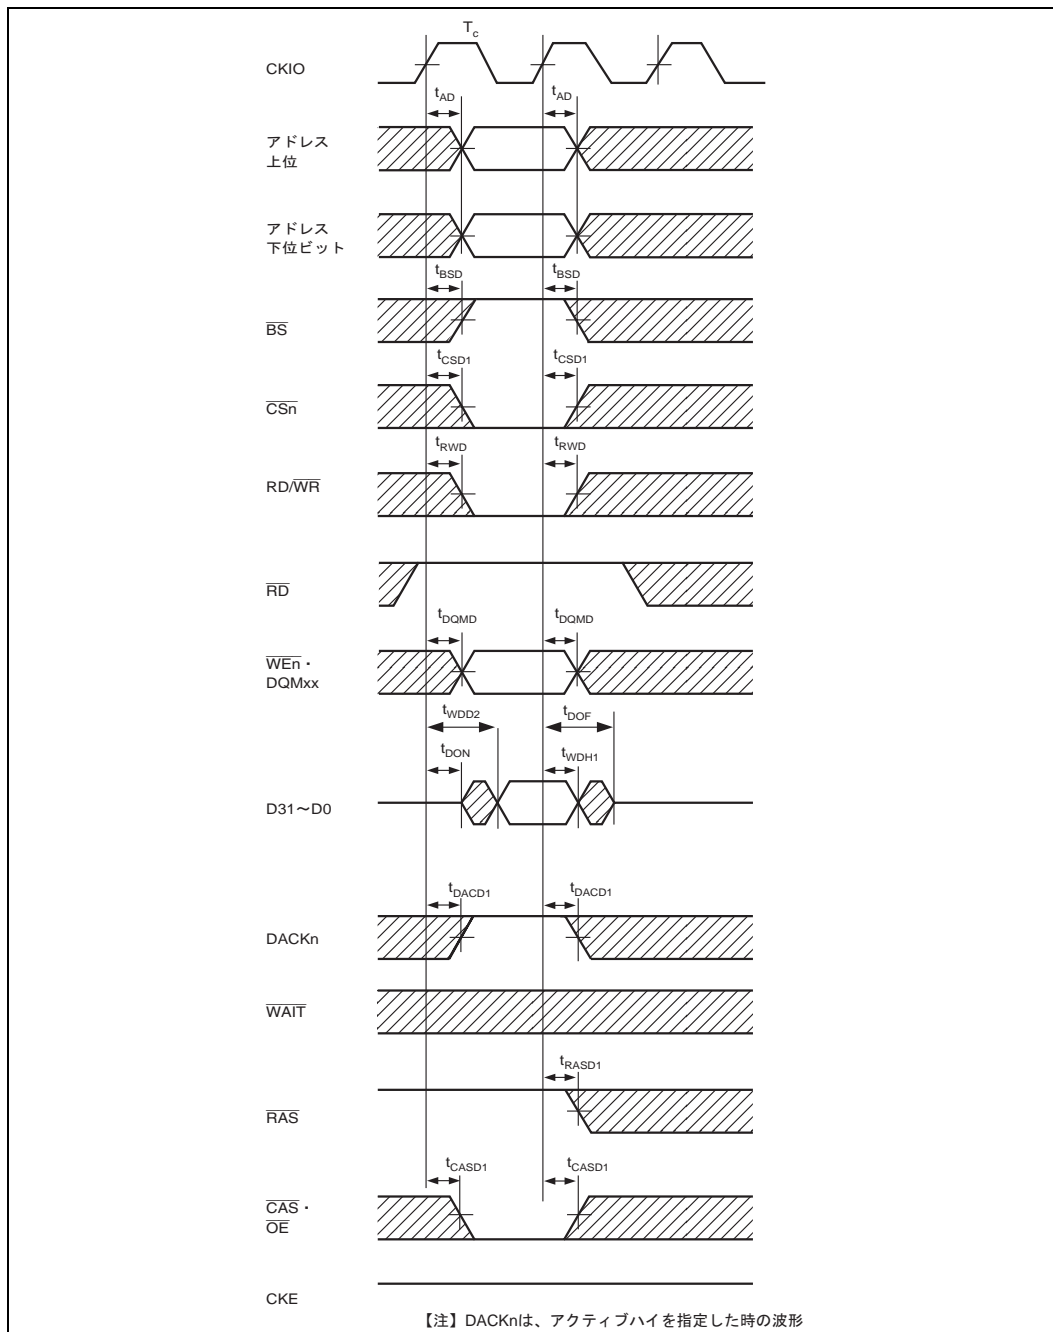 Tc
CKIO
tAD tAD
アドレス
上位
アドレス
下位ビット
tBSD tBSD
BS
tCSD1 tCSD1
CSn
tRWD tRWD
RD/WR
RD
tDQMD tDQMD
WEn・
DQMxx
tWDD2 tDOF
tDON tWDH1
D31～D0
tDACD1 tDACD1
DACKn
WAIT
tRASD1
RAS
tCASD1 tCASD1
CAS・
OE
CKE
【注】DACKnは、アクティブハイを指定した時の波形